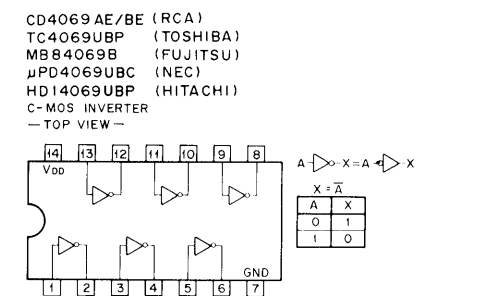 CD4069AE/BE (RCA)
TC4069UBP (TOSHIBA)
MB84069B (FUJITSU)
µPD4069UBC (NEC)
HD14069UBP (HITACHI)
C-MOS INVERTER
—TOP VIEW—
14 13 12 11 10 9 8
VDD
GND
1 2 3 4 5 6 7
A X = A X
X = A̅
A X
0 1
1 0